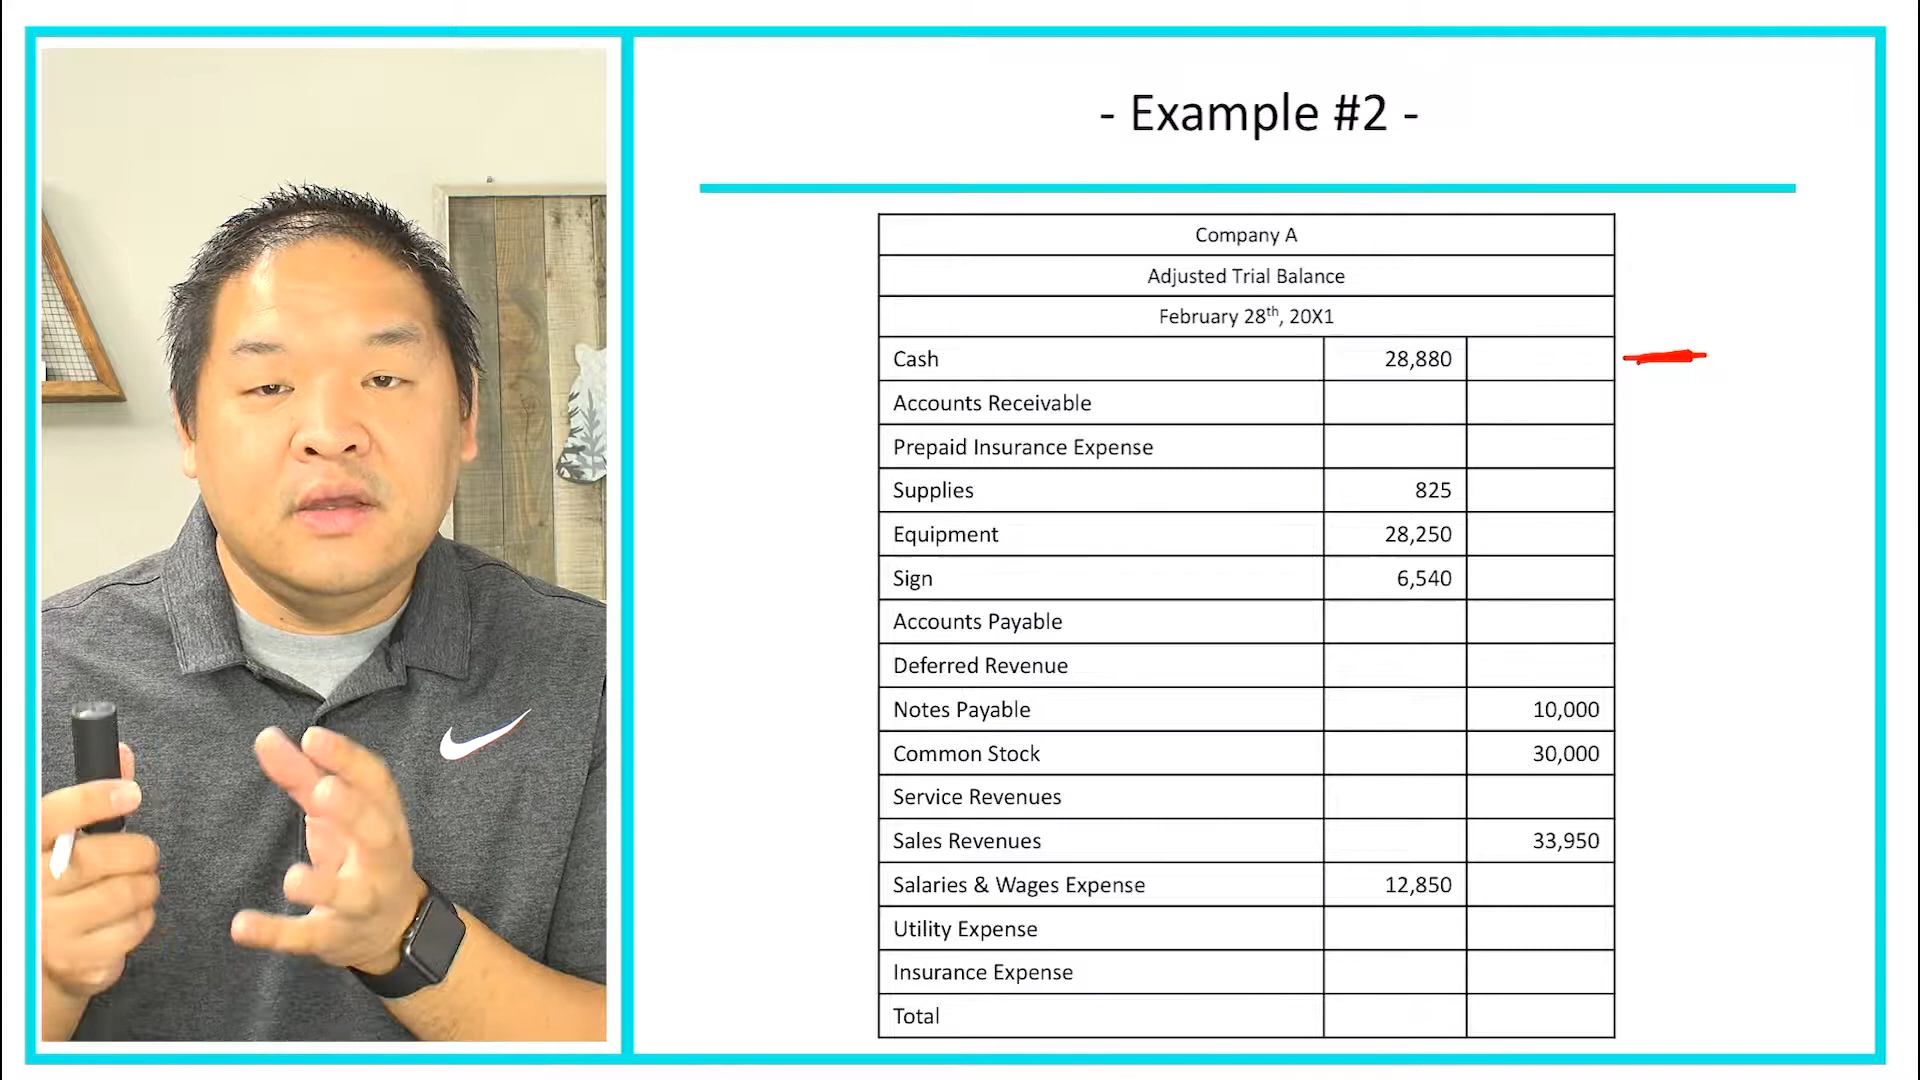 - Example #2 -
Company A
Adjusted Trial Balance
February 28th, 20X1
Cash 28,880
Accounts Receivable
Prepaid Insurance Expense
Supplies 825
Equipment 28,250
Sign 6,540
Accounts Payable
Deferred Revenue
Notes Payable 10,000
Common Stock 30,000
Service Revenues
Sales Revenues 33,950
Salaries & Wages Expense 12,850
Utility Expense
Insurance Expense
Total